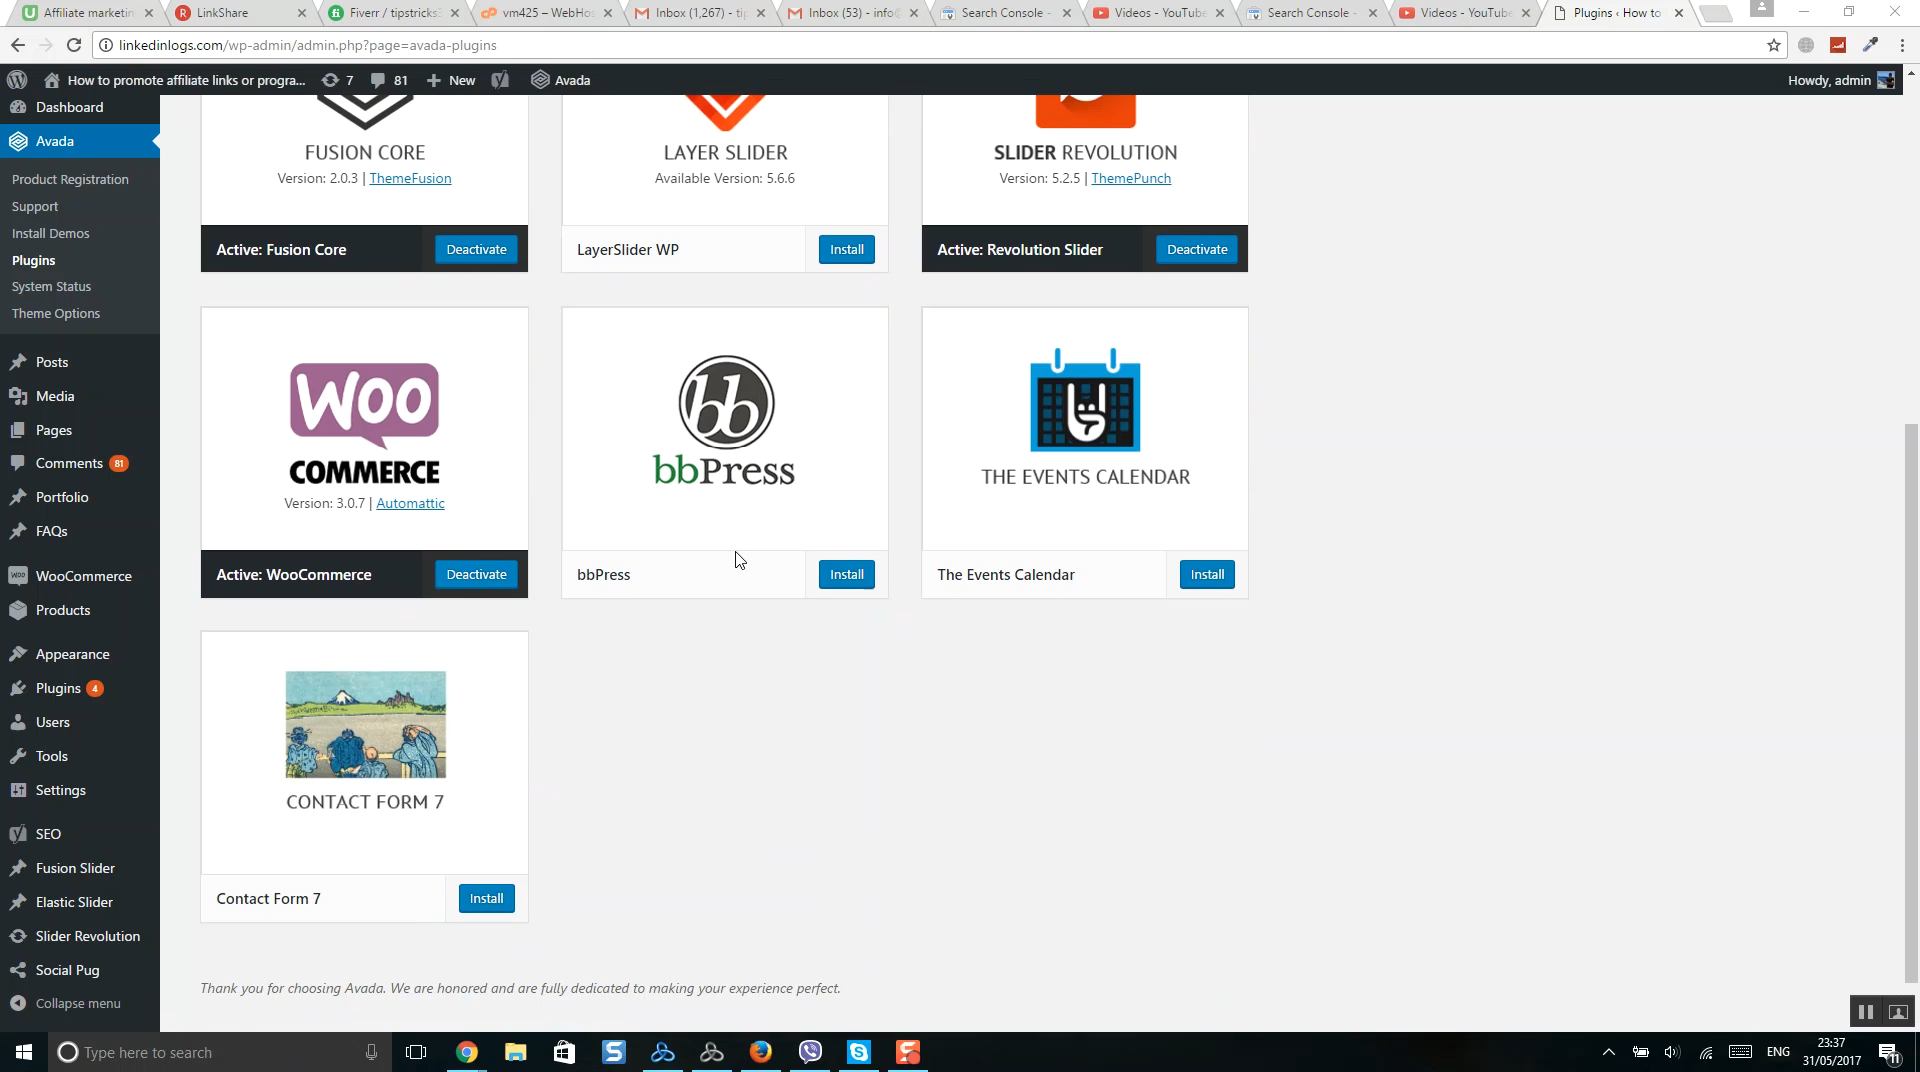 Affiliate marketin
LinkShare
Fiverr / tipstricks
vm425 – WebHos
Inbox (1,267) - tip
Inbox (53) - info@
Search Console -
Videos - YouTube
Search Console -
Videos - YouTube
Plugins ‹ How to
linkedinlogs.com/wp-admin/admin.php?page=avada-plugins
How to promote affiliate links or progra...
7
81
New
Avada
Howdy, admin
Dashboard
Avada
Product Registration
Support
Install Demos
Plugins
System Status
Theme Options
Posts
Media
Pages
Comments 81
Portfolio
FAQs
WooCommerce
Products
Appearance
Plugins 4
Users
Tools
Settings
SEO
Fusion Slider
Elastic Slider
Slider Revolution
Social Pug
Collapse menu
FUSION CORE
Version: 2.0.3 | ThemeFusion
Active: Fusion Core
Deactivate
LAYER SLIDER
Available Version: 5.6.6
LayerSlider WP
Install
SLIDER REVOLUTION
Version: 5.2.5 | ThemePunch
Active: Revolution Slider
Deactivate
WOO
COMMERCE
Version: 3.0.7 | Automattic
Active: WooCommerce
Deactivate
bb
bbPress
bbPress
Install
THE EVENTS CALENDAR
The Events Calendar
Install
CONTACT FORM 7
Contact Form 7
Install
Thank you for choosing Avada. We are honored and are fully dedicated to making your experience perfect.
Type here to search
ENG
23:37
31/05/2017
11